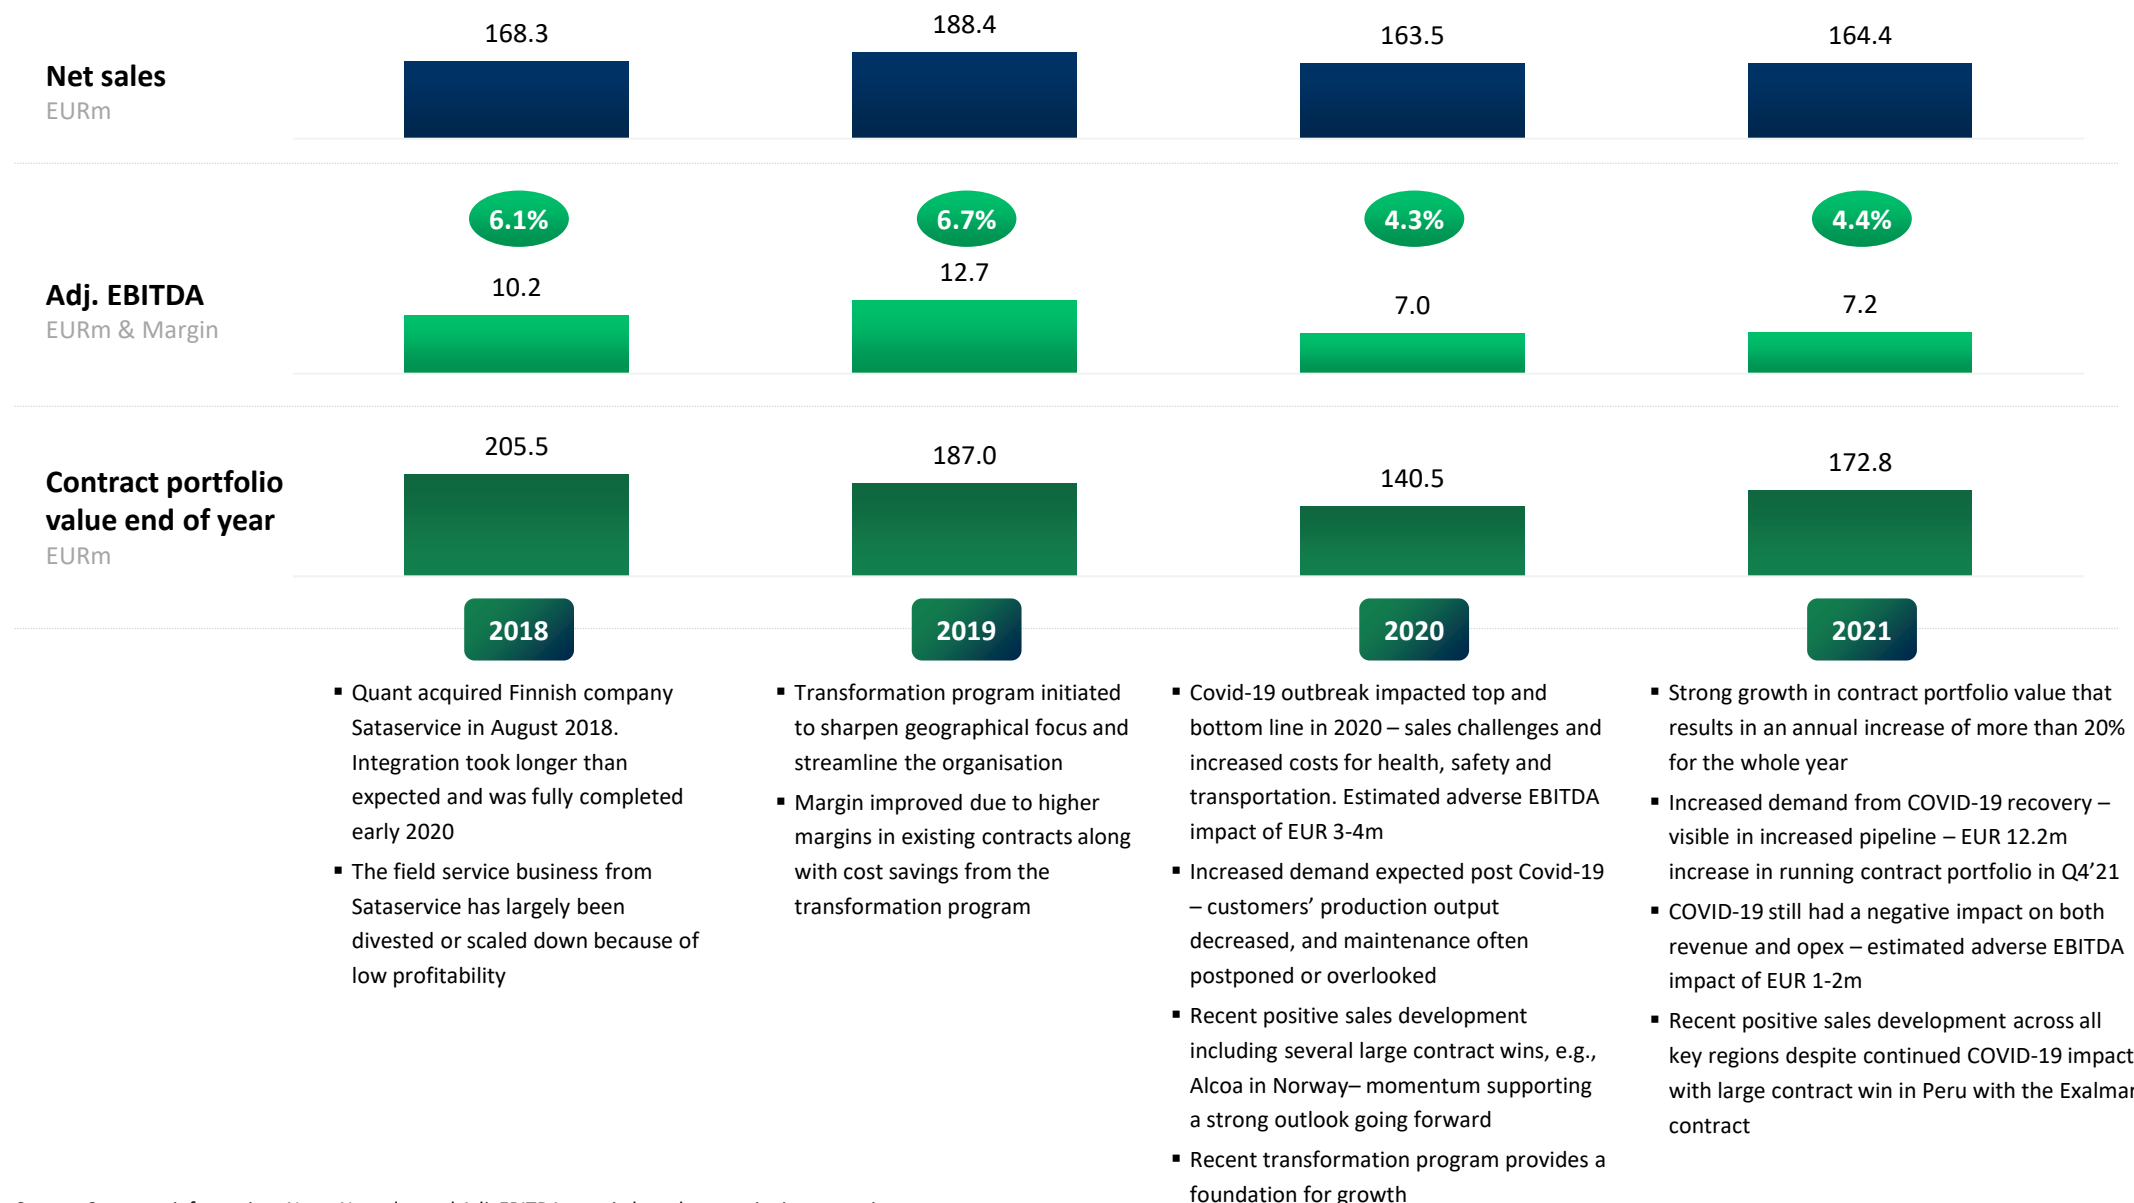 168.3
188.4
163.5
164.4
Net sales
EURm
6.1%
6.7%
4.3%
4.4%
10.2
12.7
7.0
7.2
Adj. EBITDA
EURm & Margin
205.5
187.0
140.5
172.8
Contract portfolio
value end of year
EURm
2018
2019
2020
2021
▪ Quant acquired Finnish company
Sataservice in August 2018.
Integration took longer than
expected and was fully completed
early 2020
▪ The field service business from
Sataservice has largely been
divested or scaled down because of
low profitability
▪ Transformation program initiated
to sharpen geographical focus and
streamline the organisation
▪ Margin improved due to higher
margins in existing contracts along
with cost savings from the
transformation program
▪ Covid-19 outbreak impacted top and
bottom line in 2020 – sales challenges and
increased costs for health, safety and
transportation. Estimated adverse EBITDA
impact of EUR 3-4m
▪ Increased demand expected post Covid-19
– customers’ production output
decreased, and maintenance often
postponed or overlooked
▪ Recent positive sales development
including several large contract wins, e.g.,
Alcoa in Norway– momentum supporting
a strong outlook going forward
▪ Recent transformation program provides a
foundation for growth
▪ Strong growth in contract portfolio value that
results in an annual increase of more than 20%
for the whole year
▪ Increased demand from COVID-19 recovery –
visible in increased pipeline – EUR 12.2m
increase in running contract portfolio in Q4’21
▪ COVID-19 still had a negative impact on both
revenue and opex – estimated adverse EBITDA
impact of EUR 1-2m
▪ Recent positive sales development across all
key regions despite continued COVID-19 impact
with large contract win in Peru with the Exalmar
contract